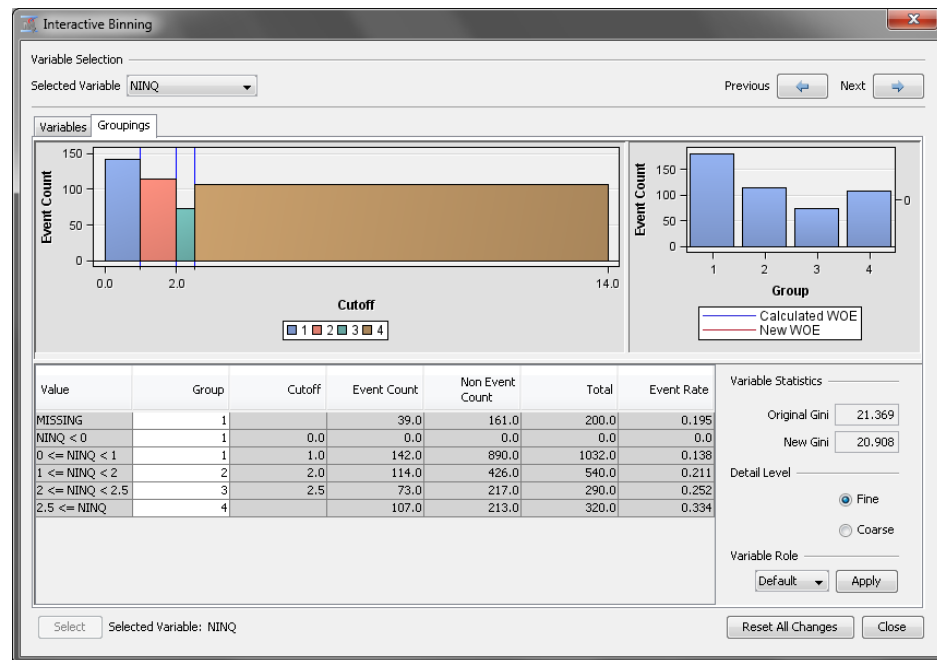 Interactive Binning
Variable Selection
Selected Variable NINQ Previous Next
Variables Groupings
150
100
50
0
0.0 2.0 14.0
Event Count
Cutoff
1 2 3 4
150
100
50
0
0
1 2 3 4
Event Count
Group
Calculated WOE
New WOE
Value Group Cutoff Event Count Non Event Count Total Event Rate
MISSING 1 39.0 161.0 200.0 0.195
NINQ < 0 1 0.0 0.0 0.0 0.0 0.0
0 <= NINQ < 1 1 1.0 142.0 890.0 1032.0 0.138
1 <= NINQ < 2 2 2.0 114.0 426.0 540.0 0.211
2 <= NINQ < 2.5 3 2.5 73.0 217.0 290.0 0.252
2.5 <= NINQ 4 107.0 213.0 320.0 0.334
Variable Statistics
Original Gini 21.369
New Gini 20.908
Detail Level
Fine
Coarse
Variable Role
Default Apply
Select Selected Variable: NINQ Reset All Changes Close